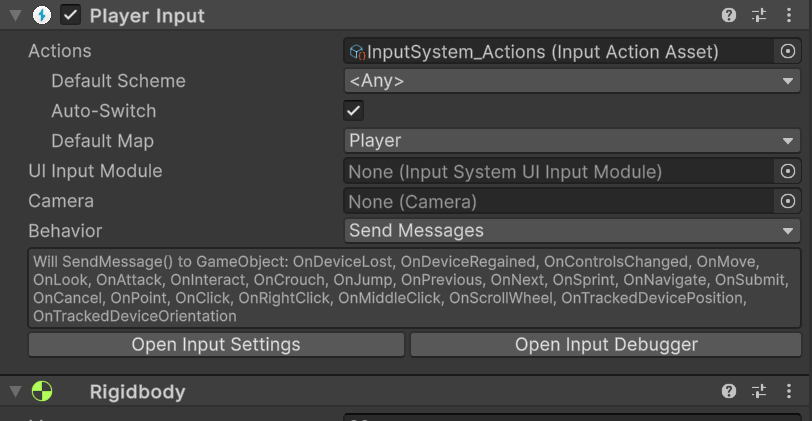 Player Input
Actions InputSystem_Actions (Input Action Asset)
Default Scheme <Any>
Auto-Switch
Default Map Player
UI Input Module None (Input System UI Input Module)
Camera None (Camera)
Behavior Send Messages
Will SendMessage() to GameObject: OnDeviceLost, OnDeviceRegained, OnControlsChanged, OnMove,
OnLook, OnAttack, OnInteract, OnCrouch, OnJump, OnPrevious, OnNext, OnSprint, OnNavigate, OnSubmit,
OnCancel, OnPoint, OnClick, OnRightClick, OnMiddleClick, OnScrollWheel, OnTrackedDevicePosition,
OnTrackedDeviceOrientation
Open Input Settings Open Input Debugger
Rigidbody